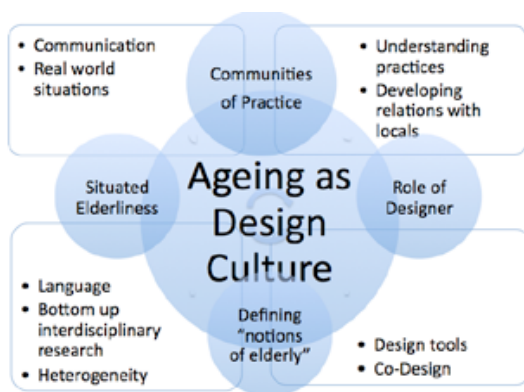 • Communication
• Real world
situations
Communities
of Practice
• Understanding
practices
• Developing
relations with
locals
Situated
Elderliness
Ageing as
Design
Culture
Role of
Designer
• Language
• Bottom up
interdisciplinary
research
• Heterogeneity
Defining
"notions
of elderly"
• Design tools
• Co-Design